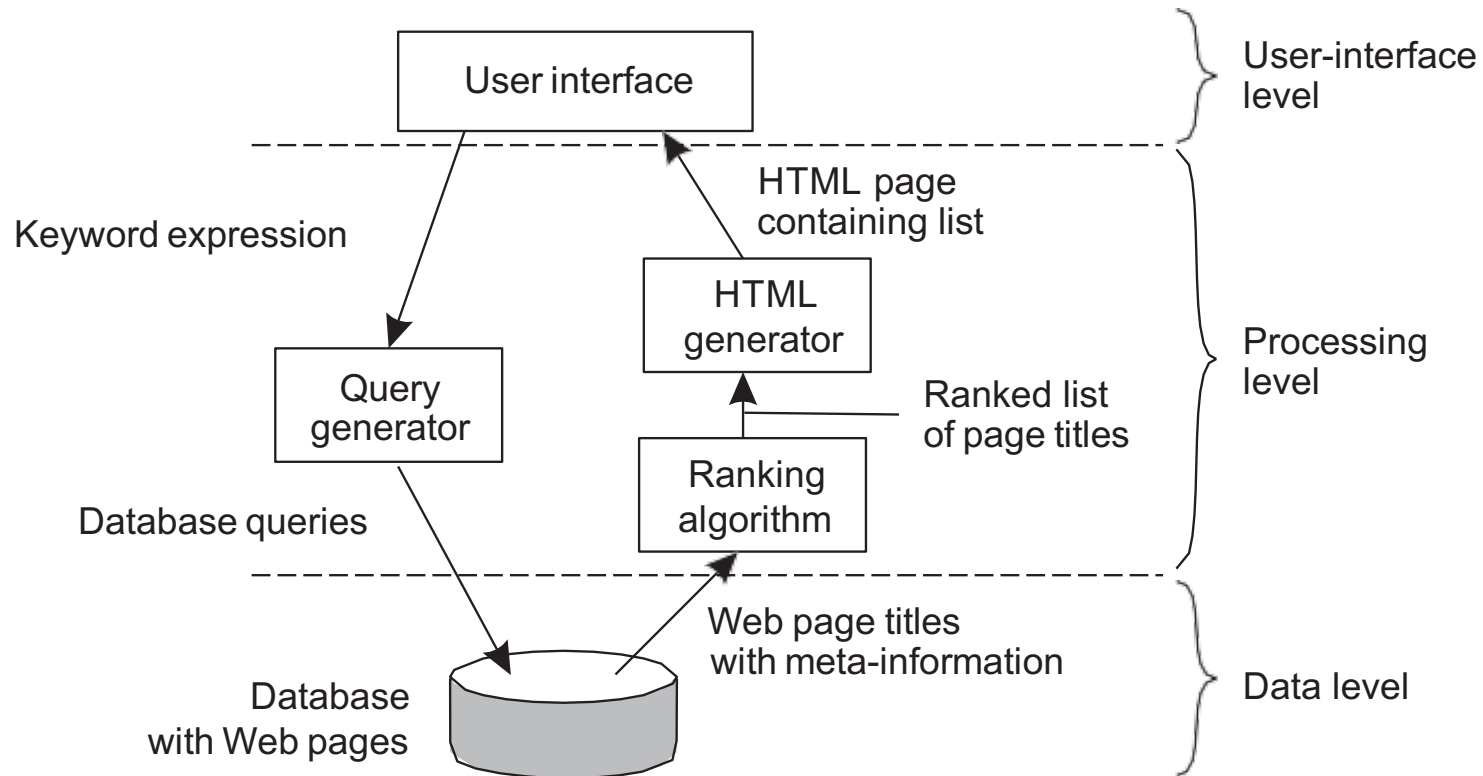 User interface
User-interface
level
HTML page
containing list
Keyword expression
HTML
generator
Processing
level
Query
generator
Ranked list
of page titles
Ranking
algorithm
Database queries
Web page titles
with meta-information
Database
with Web pages
Data level